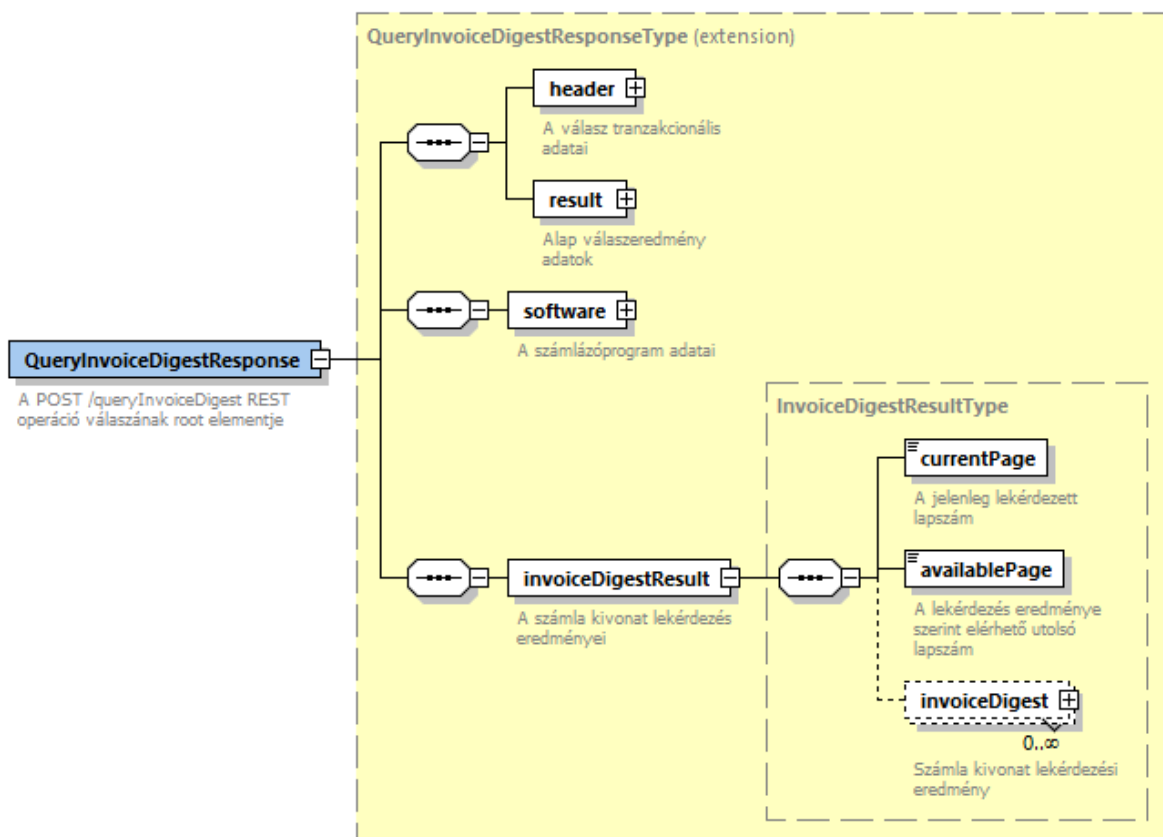 QueryInvoiceDigestResponseType (extension)
header
A válasz tranzakcionális
adatai
result
Alap válaszeredmény
adatok
software
A számlázóprogram adatai
QueryInvoiceDigestResponse
A POST /queryInvoiceDigest REST
operáció válaszának root elementje
InvoiceDigestResultType
currentPage
A jelenleg lekérdezett
lapszám
invoiceDigestResult
A számla kivonat lekérdezés
eredményei
availablePage
A lekérdezés eredménye
szerint elérhető utolsó
lapszám
invoiceDigest
0..∞
Számla kivonat lekérdezési
eredmény